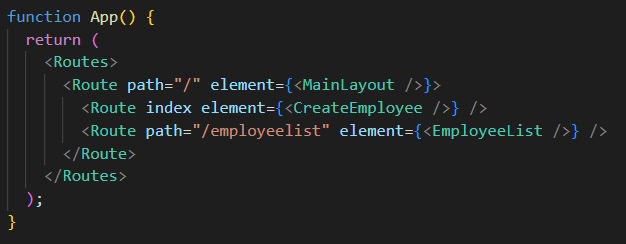 function App() {
  return (
    <Routes>
      <Route path="/" element={<MainLayout />}>
        <Route index element={<CreateEmployee />} />
        <Route path="/employeelist" element={<EmployeeList />} />
      </Route>
    </Routes>
  );
}